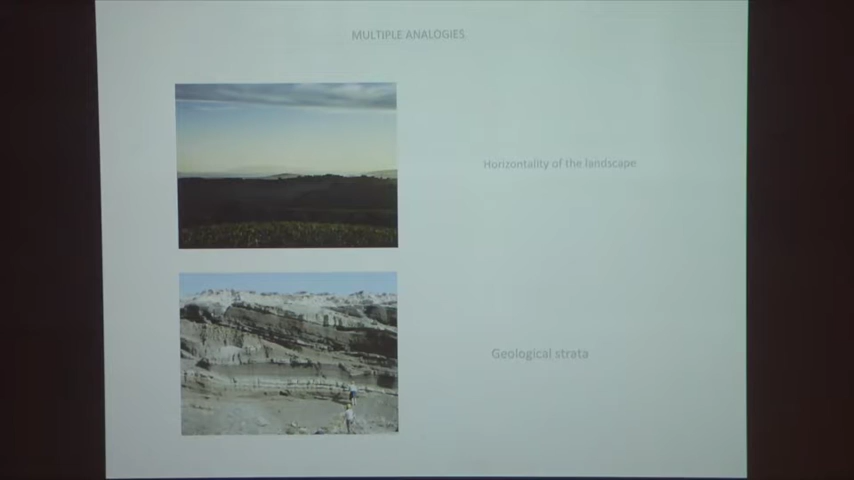 MULTIPLE ANALOGIES
Horizontality of the landscape
Geological strata